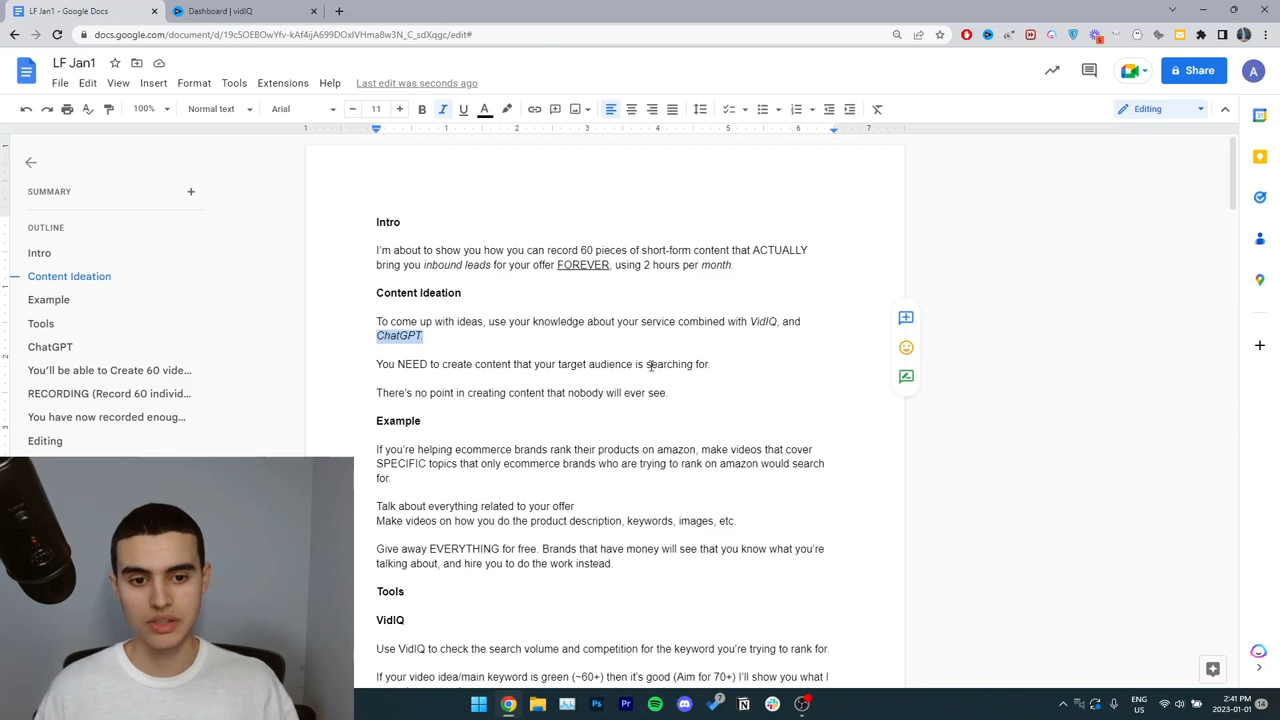 LF Jan1 - Google Docs
Dashboard | vidIQ
docs.google.com/document/d/19c5OEBOwYfv-kAf4ijA699DOxIVHma8w3N_C_sdXqgc/edit#
LF Jan1
File Edit View Insert Format Tools Extensions Help Last edit was seconds ago
Share
A
100% Normal text Arial 11 Editing
1 1 2 3 4 5 6 7
SUMMARY
OUTLINE
Intro
Content Ideation
Example
Tools
ChatGPT
You'll be able to Create 60 vide...
RECORDING (Record 60 individ...
You have now recorded enoug...
Editing
Intro
I'm about to show you how you can record 60 pieces of short-form content that ACTUALLY
bring you inbound leads for your offer FOREVER, using 2 hours per month.
Content Ideation
To come up with ideas, use your knowledge about your service combined with VidIQ, and
ChatGPT.
You NEED to create content that your target audience is searching for.
There's no point in creating content that nobody will ever see.
Example
If you're helping ecommerce brands rank their products on amazon, make videos that cover
SPECIFIC topics that only ecommerce brands who are trying to rank on amazon would search
for.
Talk about everything related to your offer
Make videos on how you do the product description, keywords, images, etc.
Give away EVERYTHING for free. Brands that have money will see that you know what you're
talking about, and hire you to do the work instead.
Tools
VidIQ
Use VidIQ to check the search volume and competition for the keyword you're trying to rank for.
If your video idea/main keyword is green (~60+) then it's good (Aim for 70+) I'll show you what I
ENG
US
2:41 PM
2023-01-01